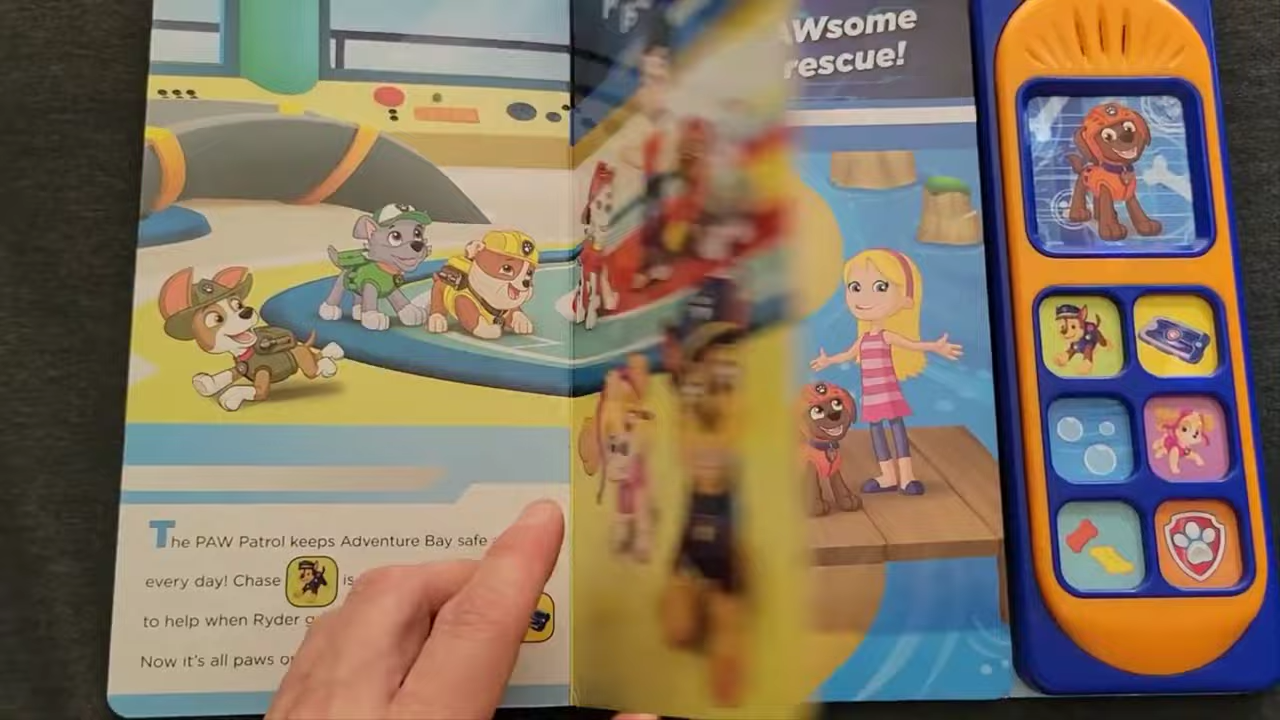 AWsome
rescue!
The PAW Patrol keeps Adventure Bay safe
every day! Chase is
to help when Ryder
Now it's all paws